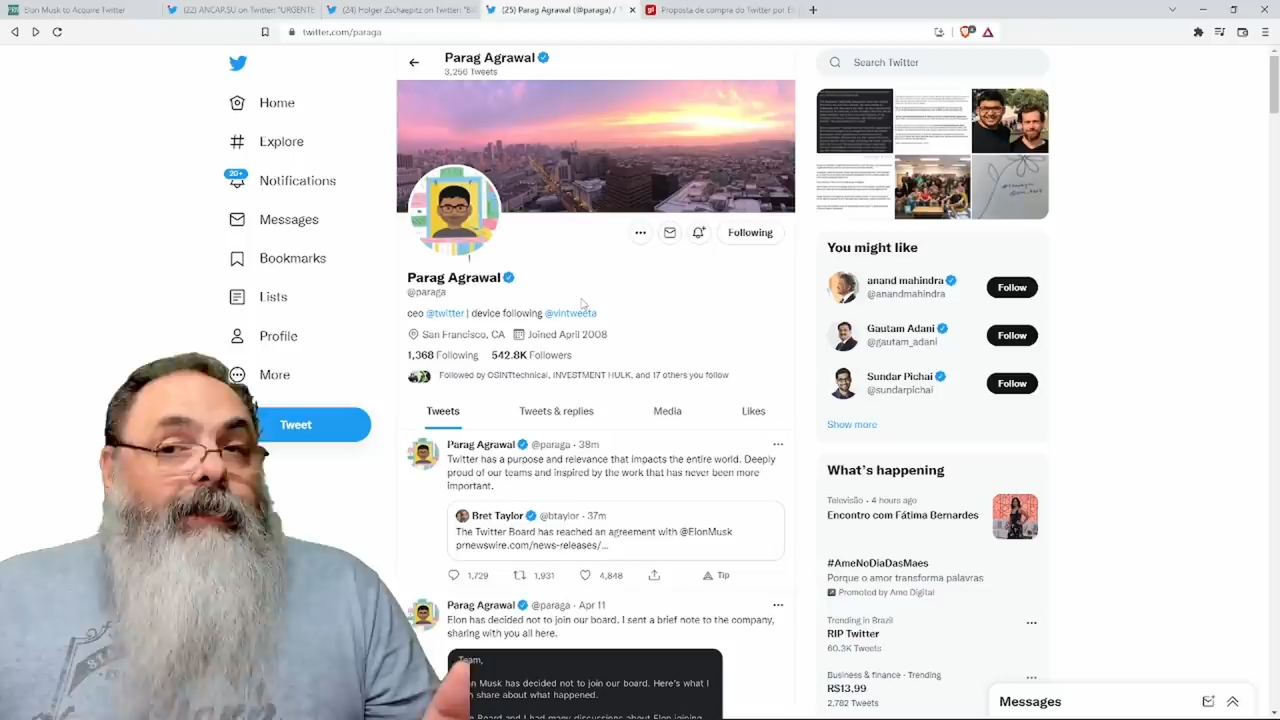 Elon Musk to Acquire Twitter
(22) ANCAP.SU on Twitter "URGENTE
(24) Holger Zschaepitz on Twitter: "B
(25) Parag Agrawal (@paraga) / T
Proposta de compra do Twitter por El
twitter.com/paraga
Parag Agrawal
3,256 Tweets
Search Twitter
Home
Explore
20+
Notifications
Messages
Bookmarks
Lists
Profile
More
Tweet
Following
Parag Agrawal
@paraga
ceo @twitter | device following @vintweeta
San Francisco, CA Joined April 2008
1,368 Following 542.8K Followers
Followed by OSINTtechnical, INVESTMENT HULK, and 17 others you follow
Tweets Tweets & replies Media Likes
Parag Agrawal @paraga · 38m
Twitter has a purpose and relevance that impacts the entire world. Deeply
proud of our teams and inspired by the work that has never been more
important.
Bret Taylor @btaylor · 37m
The Twitter Board has reached an agreement with @ElonMusk
prnewswire.com/news-releases/...
1,729 1,931 4,848 Tip
Parag Agrawal @paraga · Apr 11
Elon has decided not to join our board. I sent a brief note to the company,
sharing with you all here.
Team,
Musk has decided not to join our board. Here's what I
share about what happened.
Board and I had many discussions about Elon joining
You might like
anand mahindra
@anandmahindra
Follow
Gautam Adani
@gautam_adani
Follow
Sundar Pichai
@sundarpichai
Follow
Show more
What's happening
Televisão · 4 hours ago
Encontro com Fátima Bernardes
#AmeNoDiaDasMaes
Porque o amor transforma palavras
Promoted by Ame Digital
Trending in Brazil
RIP Twitter
60.3K Tweets
Business & finance · Trending
R$13,99
2,782 Tweets
Messages